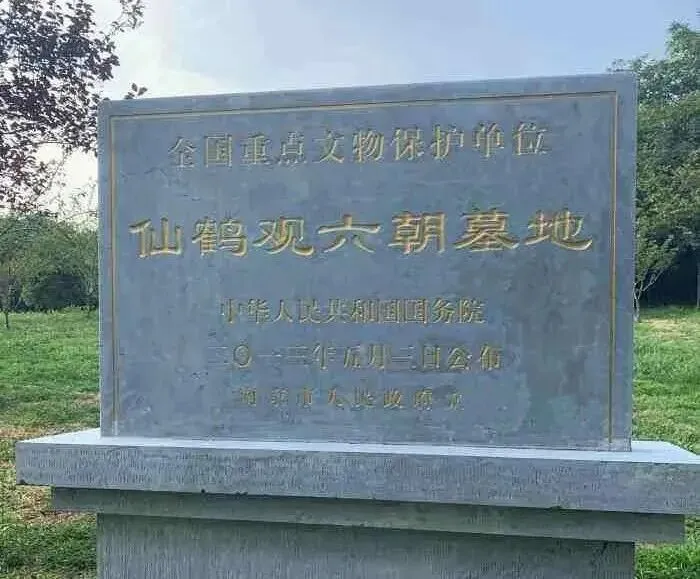 全国重点文物保护单位
仙鹤观六朝墓地
中华人民共和国国务院
二〇一三年五月三日公布
市人民政府立